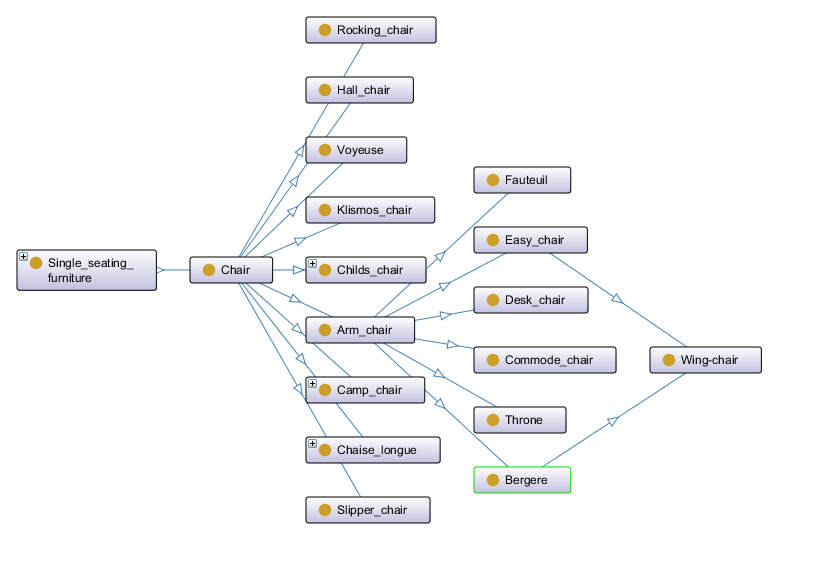 Rocking_chair
Hall_chair
Voyeuse
Fauteuil
Klismos_chair
Easy_chair
Single_seating_
furniture
Chair
Childs_chair
Desk_chair
Arm_chair
Commode_chair
Wing-chair
Camp_chair
Throne
Chaise_longue
Bergere
Slipper_chair